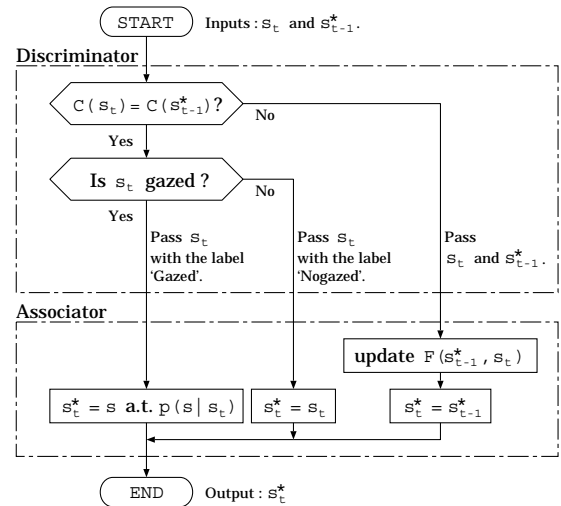 START
Inputs : s_t and s*_{t-1}.
Discriminator
C(s_t) = C(s*_{t-1}) ?
No
Yes
Is s_t gazed ?
No
Yes
Pass s_t
with the label
'Gazed'.
Pass s_t
with the label
'Nogazed'.
Pass
s_t and s*_{t-1}.
Associator
update F(s*_{t-1}, s_t)
s*_t = s a.t. p(s|s_t)
s*_t = s_t
s*_t = s*_{t-1}
END
Output : s*_t